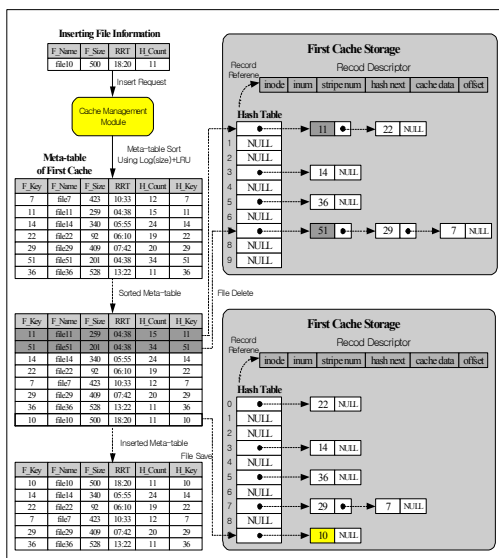 Inserting File Information
F_Name F_Size RRT H_Count
file10 500 18:20 11
Insert Request
Cache Management
Module
Meta-table Sort
Using Log(size)+LRU
Meta-table
of First Cache
F_Key F_Name F_Size RRT H_Count H_Key
7 file7 423 10:33 12 7
11 file11 259 04:38 15 11
14 file14 340 05:55 24 14
22 file22 92 06:10 19 22
29 file29 409 07:42 20 29
51 file51 201 04:38 34 51
36 file36 528 13:22 11 36
Sorted Meta-table
File Delete
11 file11 259 04:38 15 11
51 file51 201 04:38 34 51
14 file14 340 05:55 24 14
22 file22 92 06:10 19 22
7 file7 423 10:33 12 7
29 file29 409 07:42 20 29
36 file36 528 13:22 11 36
10 file10 500 18:20 11 10
Inserted Meta-table
File Save
F_Key F_Name F_Size RRT H_Count H_Key
10 file10 500 18:20 11 10
14 file14 340 05:55 24 14
22 file22 92 06:10 19 22
7 file7 423 10:33 12 7
29 file29 409 07:42 20 29
36 file36 528 13:22 11 36
First Cache Storage
Record
Referene
Recod Descriptor
inode inum stripe num hash next cache data offset
Hash Table
11 22 NULL
1 NULL
2 NULL
3 14 NULL
4 NULL
5 36 NULL
6 NULL
51 29 7 NULL
8 NULL
9 NULL
First Cache Storage
Record
Referene
Recod Descriptor
inode inum stripe num hash next cache data offset
Hash Table
0 22 NULL
1 NULL
2 NULL
3 14 NULL
4 NULL
5 36 NULL
6 NULL
7 29 7 NULL
8 NULL
10 NULL